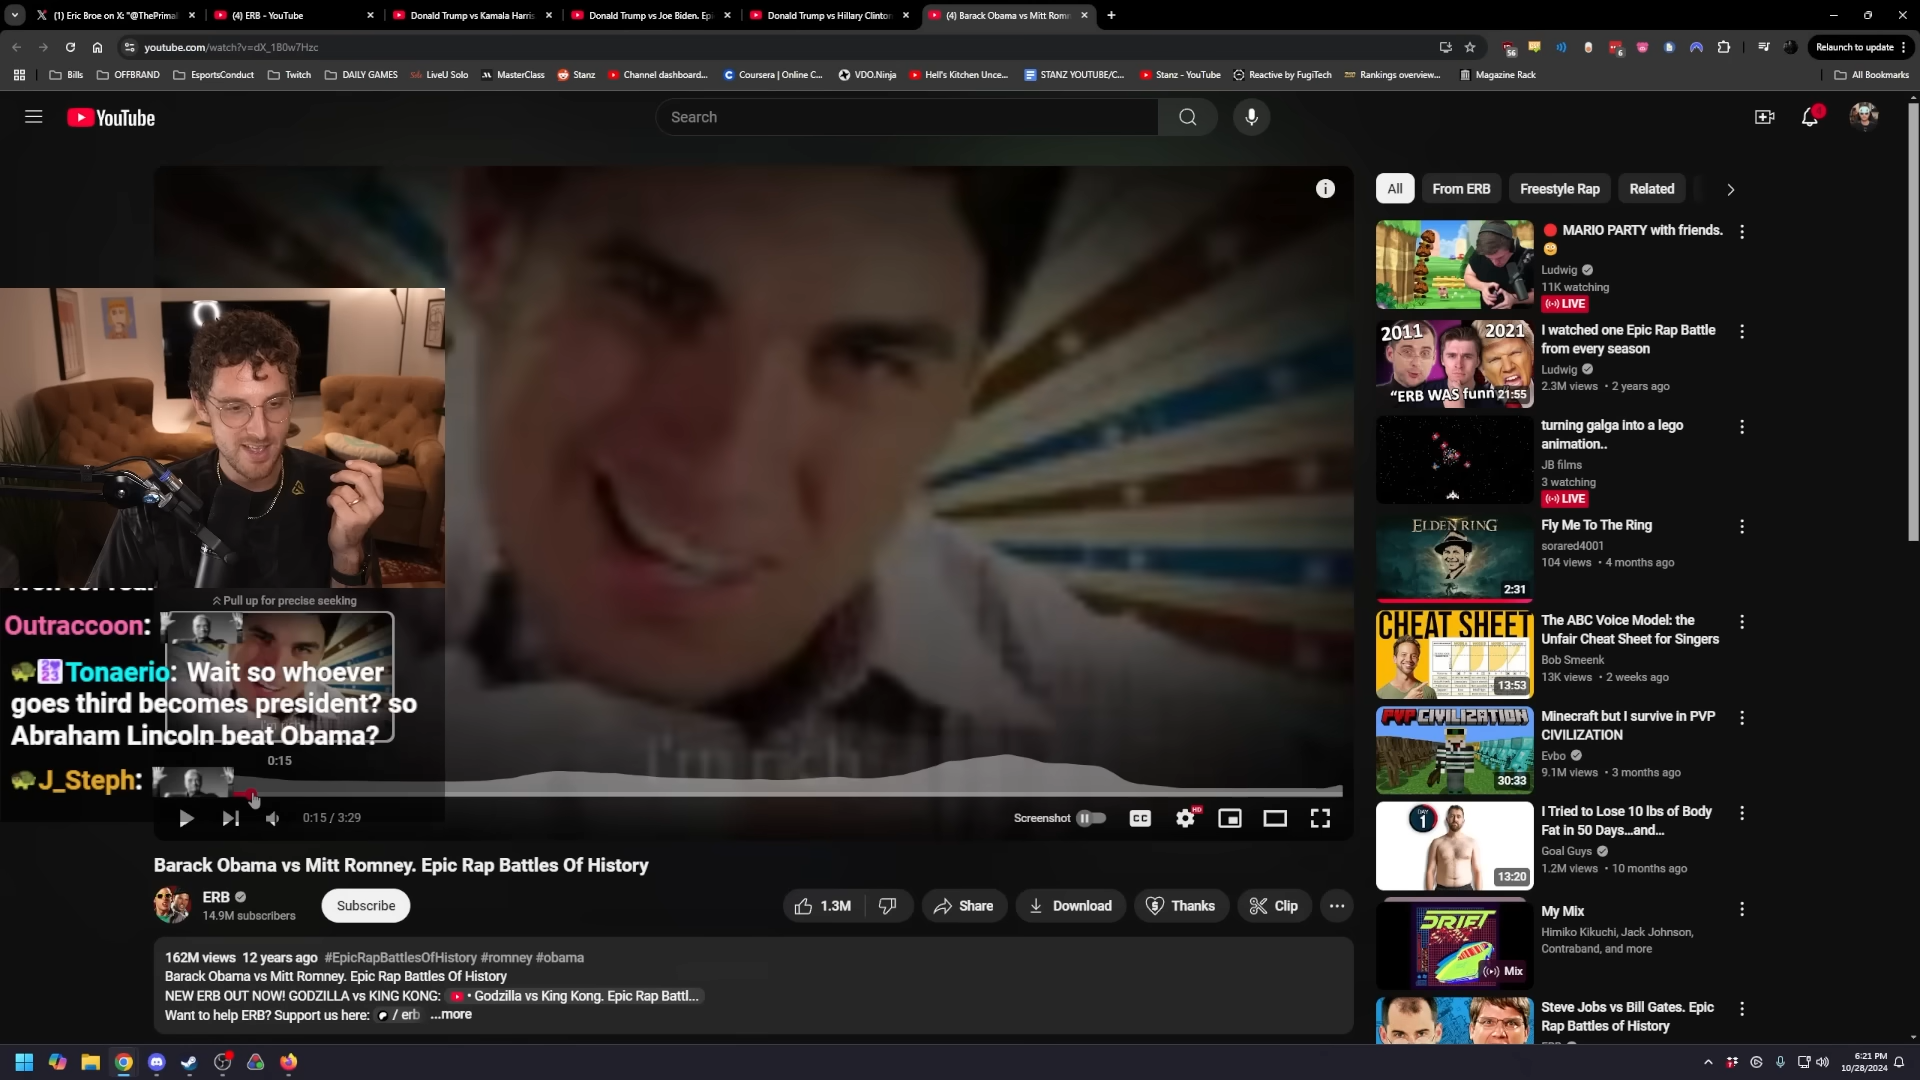 (1) Eric Broe on X: "@ThePrimal
(4) ERB - YouTube
Donald Trump vs Kamala Harris
Donald Trump vs Joe Biden. Epi
Donald Trump vs Hillary Clinton
(4) Barack Obama vs Mitt Romn
youtube.com/watch?v=dX_1B0w7Hzc
56
6
Relaunch to update
Bills
OFFBRAND
EsportsConduct
Twitch
DAILY GAMES
LiveU Solo
MasterClass
Stanz
Channel dashboard...
Coursera | Online C...
VDO.Ninja
Hell's Kitchen Unce...
STANZ YOUTUBE/C...
Stanz - YouTube
Reactive by FugiTech
Rankings overview...
Magazine Rack
All Bookmarks
YouTube
Search
All
From ERB
Freestyle Rap
Related
MARIO PARTY with friends.
Ludwig
11K watching
LIVE
2011
2021
"ERB WAS funn
21:55
I watched one Epic Rap Battle
from every season
Ludwig
2.3M views • 2 years ago
turning galga into a lego
animation..
JB films
3 watching
LIVE
ELDEN RING
2:31
Fly Me To The Ring
sorared4001
104 views • 4 months ago
CHEAT SHEET
13:53
The ABC Voice Model: the
Unfair Cheat Sheet for Singers
Bob Smeenk
13K views • 2 weeks ago
PVP CIVILIZATION
30:33
Minecraft but I survive in PVP
CIVILIZATION
Evbo
9.1M views • 3 months ago
DAY
1
13:20
I Tried to Lose 10 lbs of Body
Fat in 50 Days...and...
Goal Guys
1.2M views • 10 months ago
DRIFT
Mix
My Mix
Himiko Kikuchi, Jack Johnson,
Contraband, and more
Steve Jobs vs Bill Gates. Epic
Rap Battles of History
Pull up for precise seeking
Outraccoon:
23
Tonaerio: Wait so whoever
goes third becomes president? so
Abraham Lincoln beat Obama?
0:15
J_Steph:
I'm rich
0:15 / 3:29
Screenshot
CC
HD
Barack Obama vs Mitt Romney. Epic Rap Battles Of History
ERB
14.9M subscribers
Subscribe
1.3M
Share
Download
Thanks
Clip
162M views 12 years ago #EpicRapBattlesOfHistory #romney #obama
Barack Obama vs Mitt Romney. Epic Rap Battles Of History
NEW ERB OUT NOW! GODZILLA vs KING KONG: • Godzilla vs King Kong. Epic Rap Battl...
Want to help ERB? Support us here: / erb ...more
6:21 PM
10/28/2024